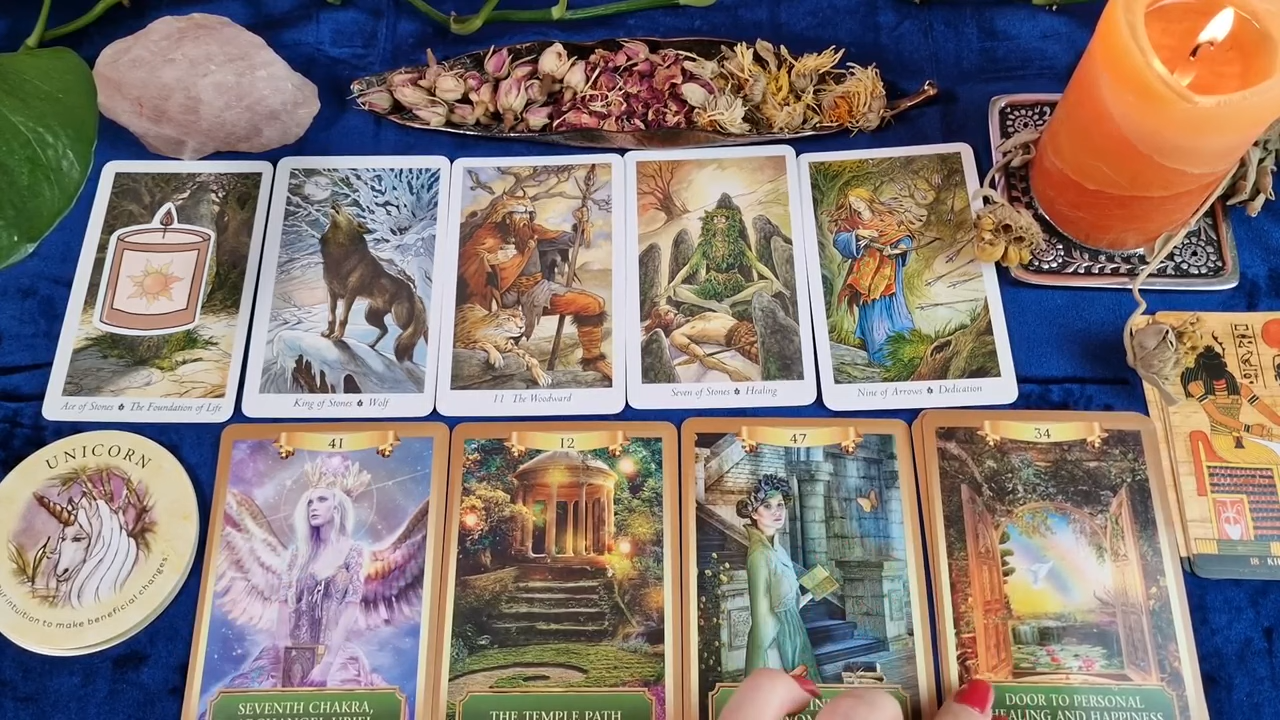 Ace of Stones The Foundation of Life
King of Stones Wolf
11 The Woodward
Seven of Stones Healing
Nine of Arrows Dedication
UNICORN
intuition to make beneficial changes.
41
SEVENTH CHAKRA,
12
THE TEMPLE PATH
47
34
DOOR TO PERSONAL
HEALING AND HAPPINESS
18